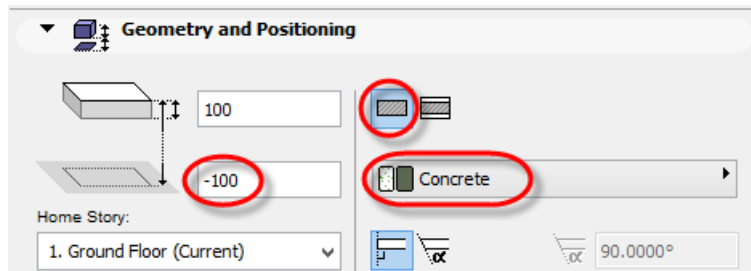 Geometry and Positioning
100
-100
Concrete
Home Story:
1. Ground Floor (Current)
α
α 90.0000°